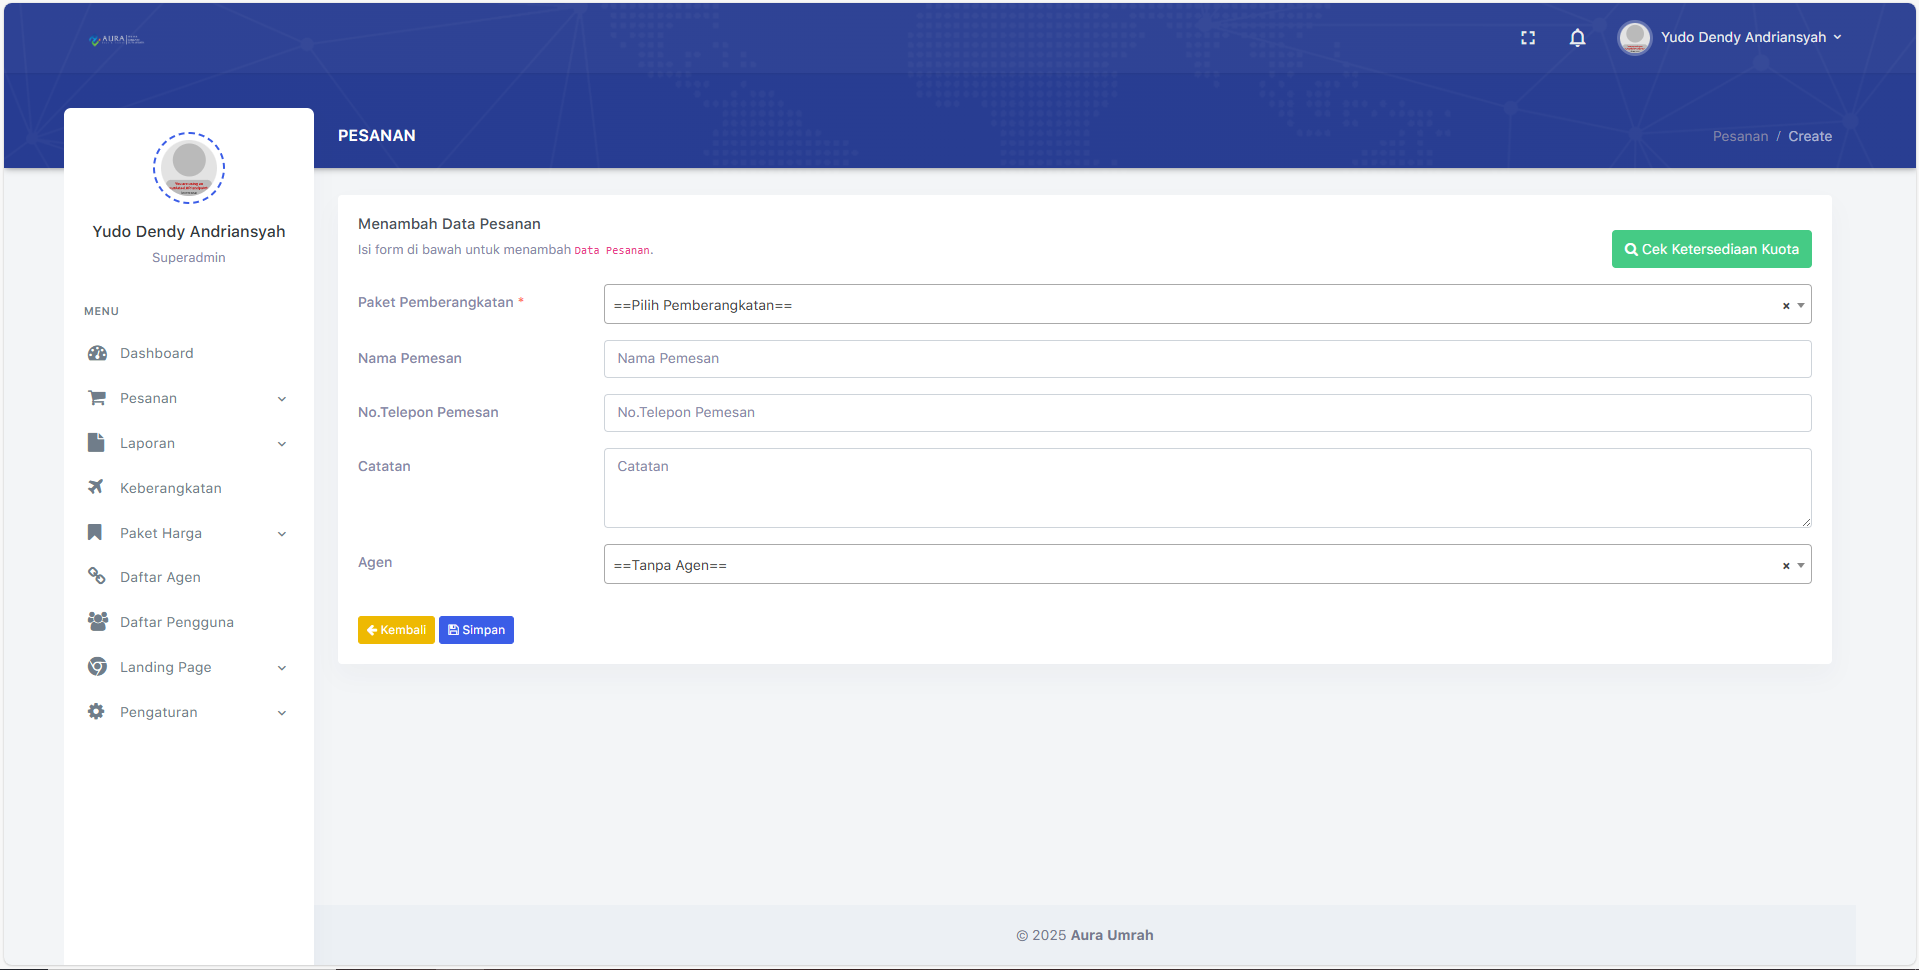 AURA
Yudo Dendy Andriansyah
PESANAN
Pesanan / Create
Yudo Dendy Andriansyah
Superadmin
MENU
Dashboard
Pesanan
Laporan
Keberangkatan
Paket Harga
Daftar Agen
Daftar Pengguna
Landing Page
Pengaturan
Menambah Data Pesanan
Isi form di bawah untuk menambah Data Pesanan.
Cek Ketersediaan Kuota
Paket Pemberangkatan *
==Pilih Pemberangkatan== ×
Nama Pemesan
Nama Pemesan
No.Telepon Pemesan
No.Telepon Pemesan
Catatan
Catatan
Agen
==Tanpa Agen== ×
Kembali
Simpan
© 2025 Aura Umrah